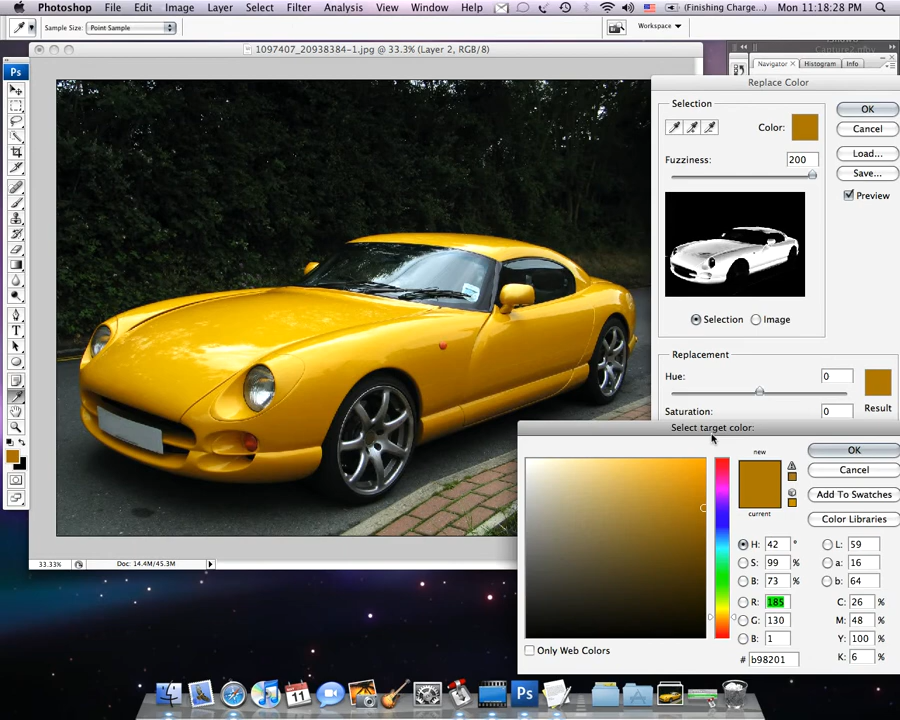 Photoshop File Edit Image Layer Select Filter Analysis View Window Help (Finishing Charge...) Mon 11:18:28 PM
Sample Size: Point Sample Workspace
1097407_20938384-1.jpg @ 33.3% (Layer 2, RGB/8)
Ps
Navigator Histogram Info
Replace Color
Selection
OK
Color:
Cancel
Fuzziness: 200
Load...
Save...
Preview
Selection Image
Replacement
Hue: 0
Result
Saturation: 0
Select target color:
new
OK
Cancel
Add To Swatches
current
Color Libraries
H: 42 ° L: 59
S: 99 % a: 16
B: 73 % b: 64
R: 185 C: 26 %
G: 130 M: 48 %
B: 1 Y: 100 %
# b98201 K: 6 %
Only Web Colors
33.33% Doc: 14.4M/45.3M
T
11
Ps